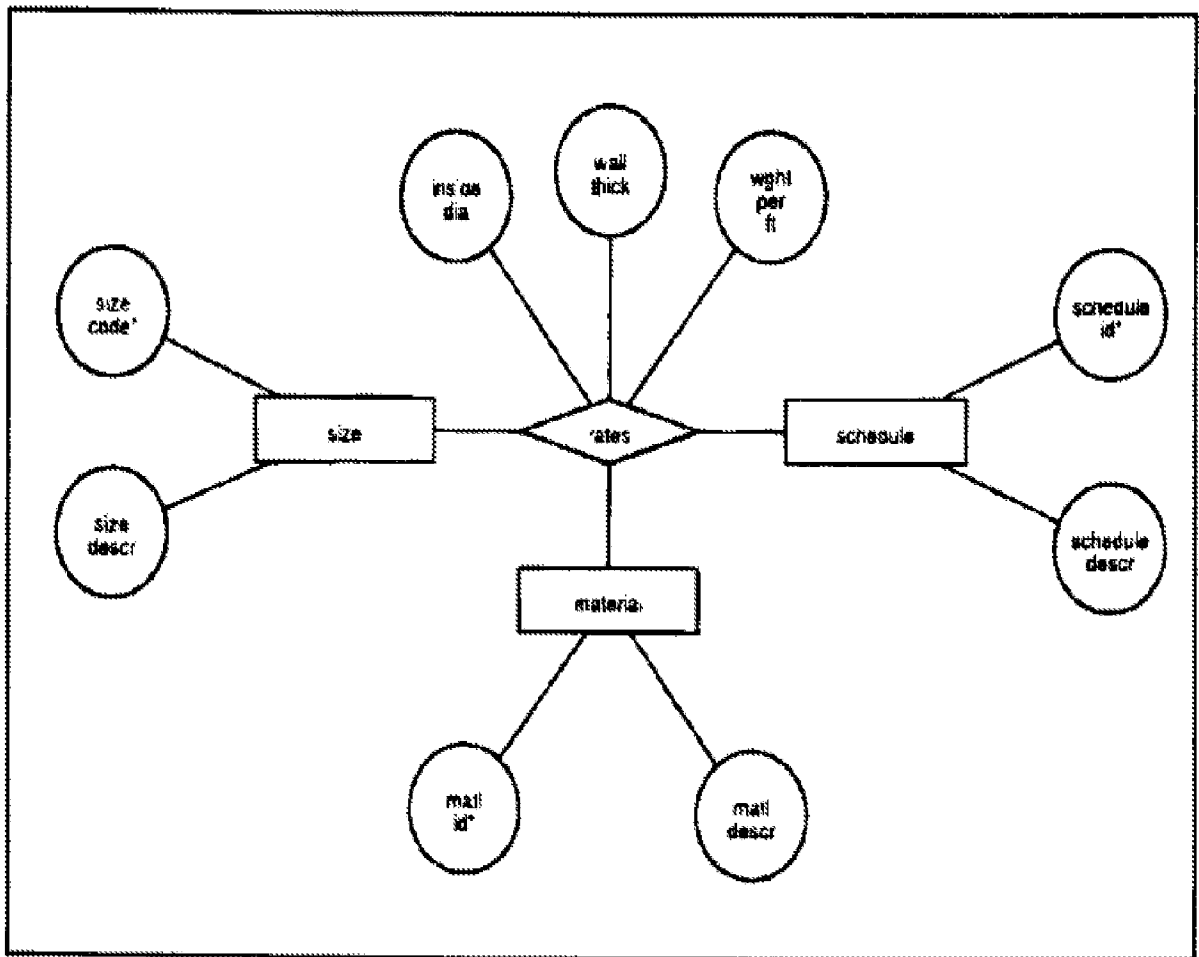 wall
thick
inside
dia
wght
per
ft
size
code*
schedule
id*
size
rates
schedule
size
descr
schedule
descr
material
matl
id*
matl
descr